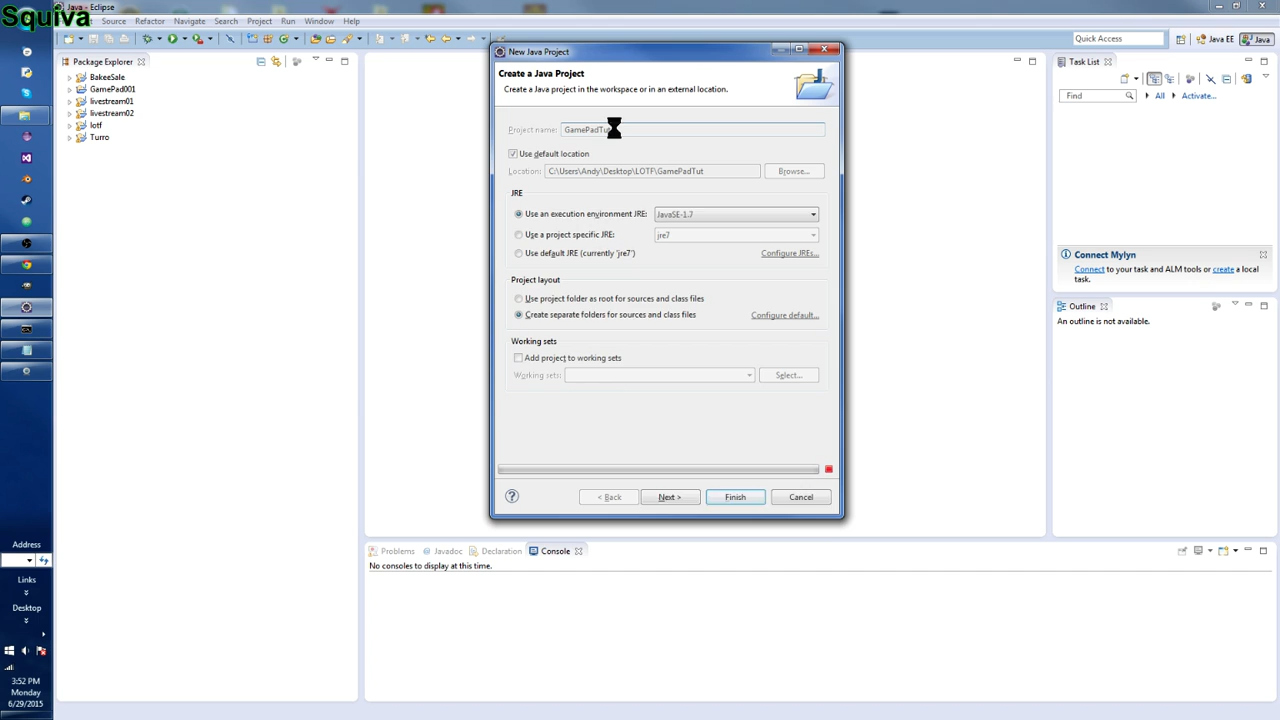 Java - Eclipse
Squiva
Source Refactor Navigate Search Project Run Window Help
Quick Access
Java EE
Java
Package Explorer
BakeeSale
GamePad001
livestream01
livestream02
lotf
Turro
New Java Project
Create a Java Project
Create a Java project in the workspace or in an external location.
Project name: GamePadTut
Use default location
Location: C:\Users\Andy\Desktop\LOTF\GamePadTut
Browse...
JRE
Use an execution environment JRE: JavaSE-1.7
Use a project specific JRE: jre7
Use default JRE (currently 'jre7')
Configure JREs...
Project layout
Use project folder as root for sources and class files
Create separate folders for sources and class files
Configure default...
Working sets
Add project to working sets
Working sets:
Select...
< Back
Next >
Finish
Cancel
Task List
Find
All
Activate...
Connect Mylyn
Connect to your task and ALM tools or create a local
task.
Outline
An outline is not available.
Problems
Javadoc
Declaration
Console
No consoles to display at this time.
Address
Links
Desktop
3:52 PM
Monday
6/29/2015